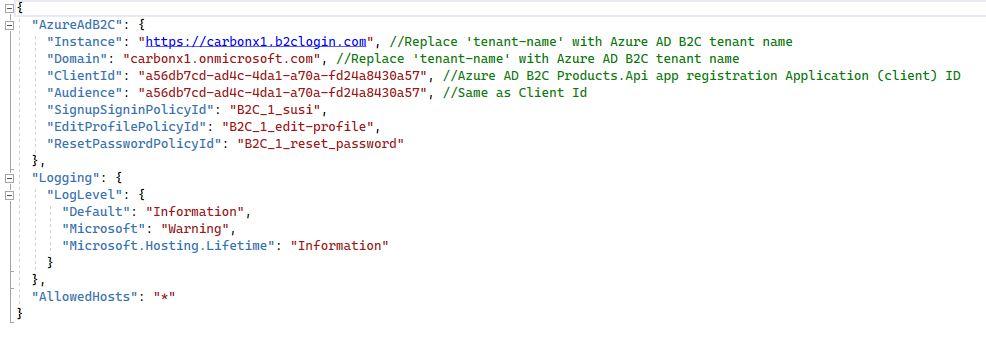 {
"AzureAdB2C": {
"Instance": "https://carbonx1.b2clogin.com", //Replace 'tenant-name' with Azure AD B2C tenant name
"Domain": "carbonx1.onmicrosoft.com", //Replace 'tenant-name' with Azure AD B2C tenant name
"ClientId": "a56db7cd-ad4c-4da1-a70a-fd24a8430a57", //Azure AD B2C Products.Api app registration Application (client) ID
"Audience": "a56db7cd-ad4c-4da1-a70a-fd24a8430a57", //Same as Client Id
"SignupSigninPolicyId": "B2C_1_susi",
"EditProfilePolicyId": "B2C_1_edit-profile",
"ResetPasswordPolicyId": "B2C_1_reset_password"
},
"Logging": {
"LogLevel": {
"Default": "Information",
"Microsoft": "Warning",
"Microsoft.Hosting.Lifetime": "Information"
}
},
"AllowedHosts": "*"
}